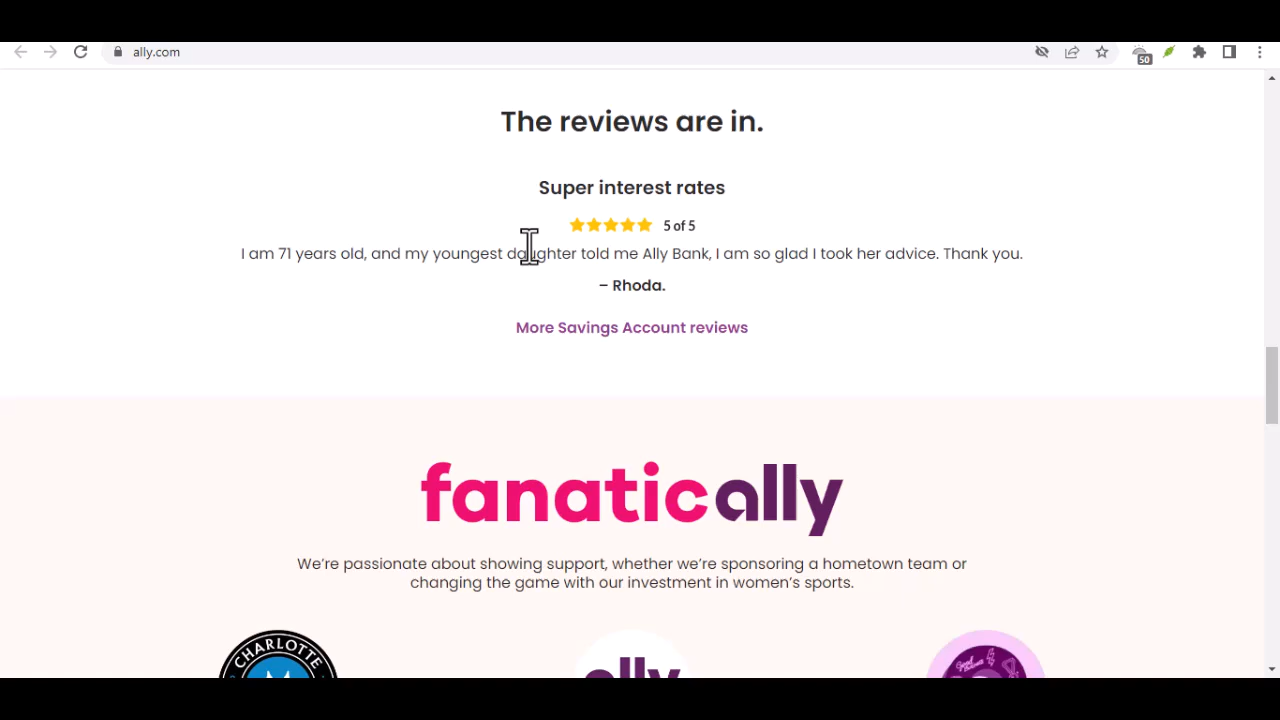 ally.com
50
The reviews are in.
Super interest rates
5 of 5
I am 71 years old, and my youngest daughter told me Ally Bank, I am so glad I took her advice. Thank you.
– Rhoda.
More Savings Account reviews
fanatically
We’re passionate about showing support, whether we’re sponsoring a hometown team or
changing the game with our investment in women’s sports.
CHARLOTTE
ally